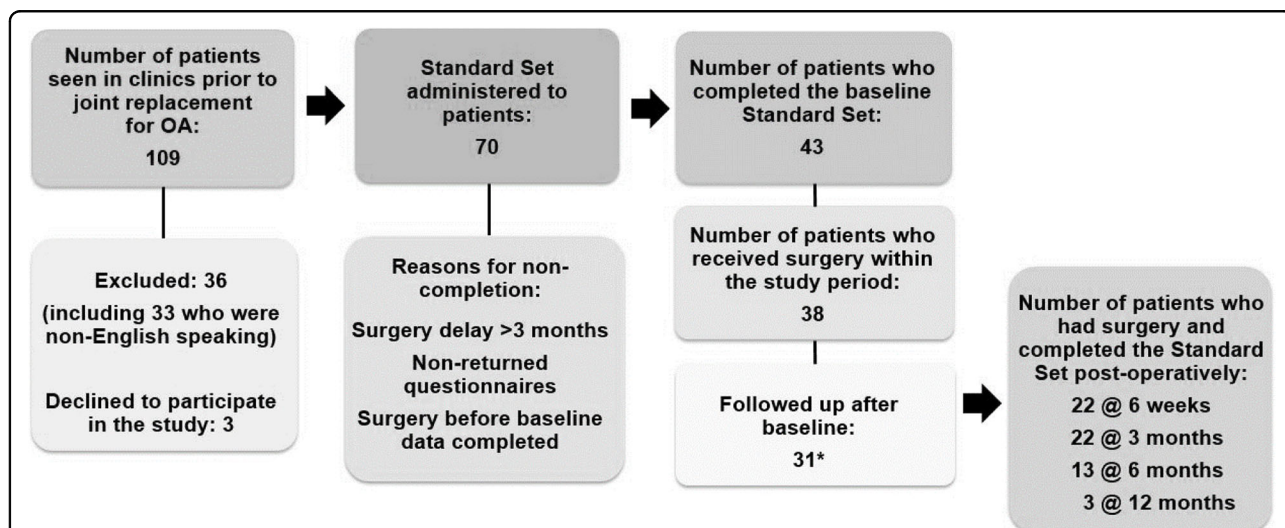 Number of patients
seen in clinics prior to
joint replacement
for OA:
109
Standard Set
administered to
patients:
70
Number of patients who
completed the baseline
Standard Set:
43
Excluded: 36
(including 33 who were
non-English speaking)
Declined to participate
in the study: 3
Reasons for non-
completion:
Surgery delay >3 months
Non-returned
questionnaires
Surgery before baseline
data completed
Number of patients who
received surgery within
the study period:
38
Followed up after
baseline:
31*
Number of patients who
had surgery and
completed the Standard
Set post-operatively:
22 @ 6 weeks
22 @ 3 months
13 @ 6 months
3 @ 12 months